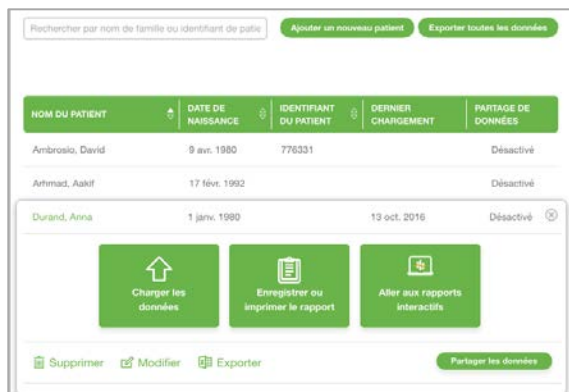 Rechercher par nom de famille ou identifiant de patie
Ajouter un nouveau patient
Exporter toutes les données
NOM DU PATIENT
DATE DE NAISSANCE
IDENTIFIANT DU PATIENT
DERNIER CHARGEMENT
PARTAGE DE DONNÉES
Ambrosio, David 9 avr. 1980 776331 Désactivé
Arhmad, Aakif 17 févr. 1992 Désactivé
Durand, Anna 1 janv. 1980 13 oct. 2016 Désactivé
Charger les
données
Enregistrer ou
imprimer le rapport
Aller aux rapports
interactifs
Supprimer Modifier Exporter Partager les données